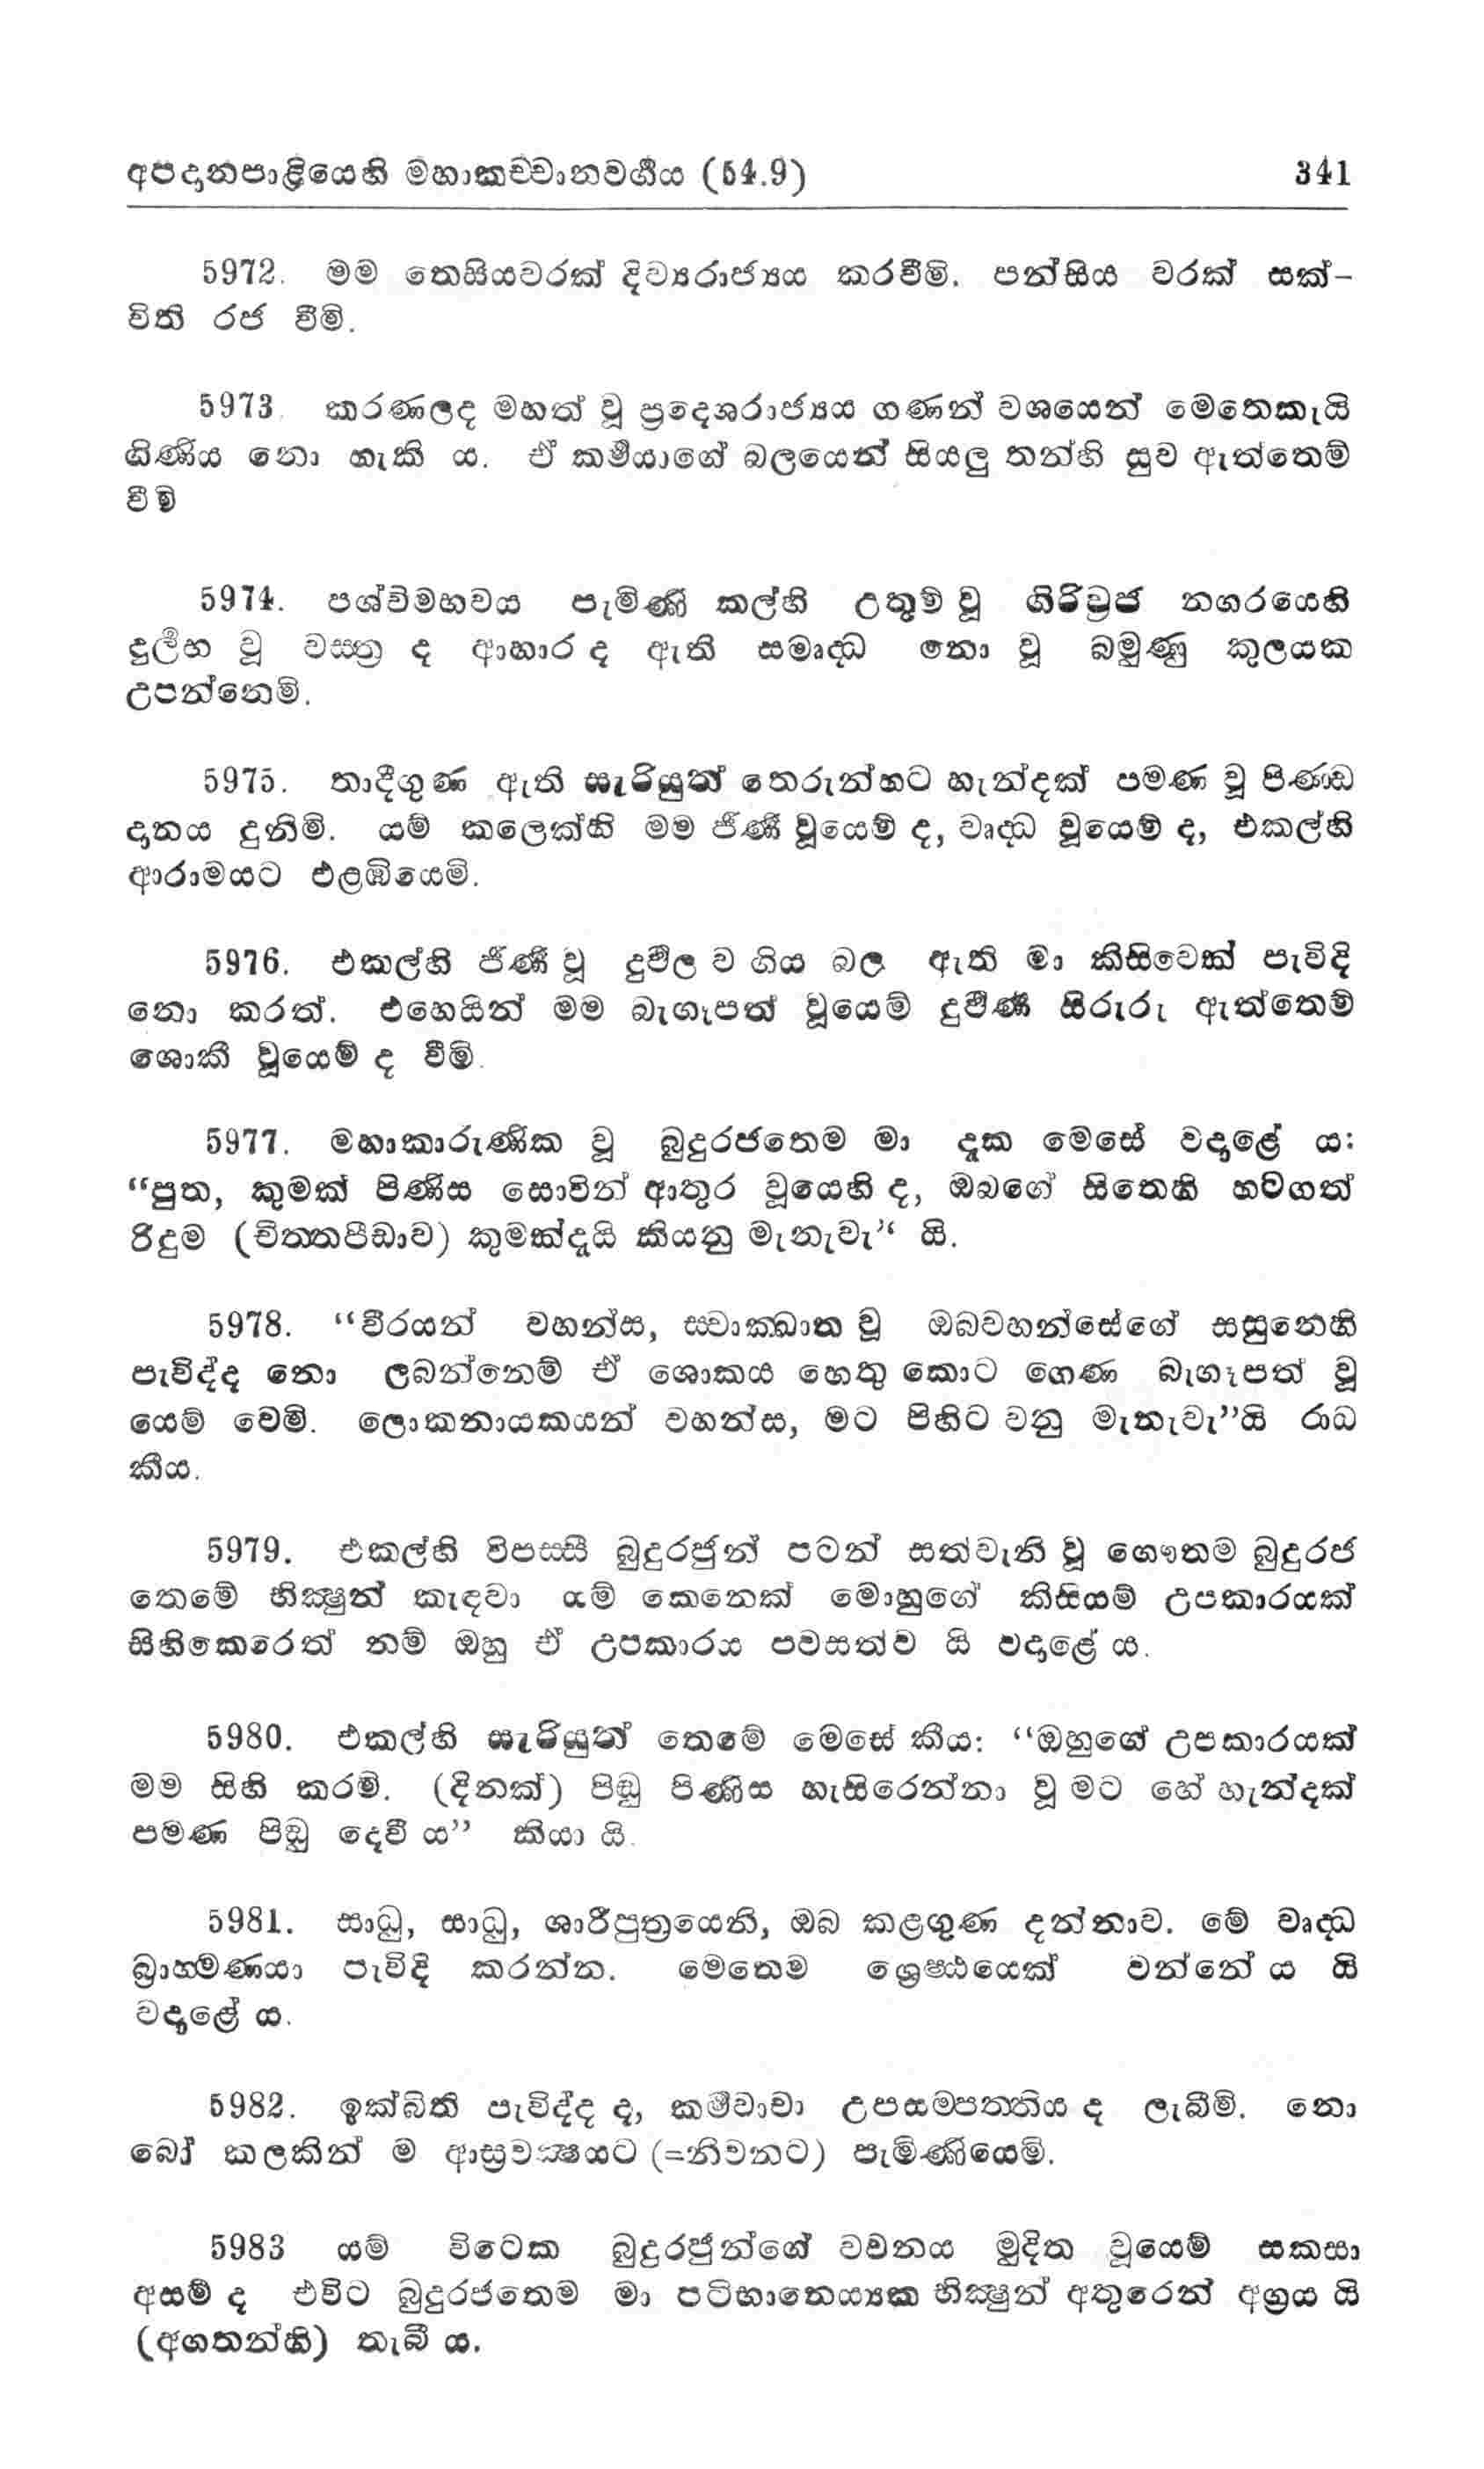 අපදානපාළියෙහි මහාකච්චානවර්‍ගය (54.9) 341
5972. මම තෙසියවරක් දිව්‍යරාජ්‍යය කරවීමි. පන්සිය වරක් සක්-
විති රජ වීමි.
5973. කරණලද මහත් වූ ප්‍රදෙශරාජ්‍යය ගණන් වශයෙන් මෙතෙකැයි
ගිණිය නො හැකි ය. ඒ කර්‍මයාගේ බලයෙන් සියලු තන්හි සුව ඇත්තෙම්
වීමි
5974. පශ්චිමභවය පැමිණි කල්හි උතුම් වූ ගිරිව්‍රජ නගරයෙහි
දුර්‍ලභ වූ වස්ත්‍ර ද ආහාර ද ඇති සමෘද්ධ නො වූ බමුණු කුලයක
උපන්නෙමි.
5975. තාදීගුණ ඇති සැරියුත් තෙරුන්හට හැන්දක් පමණ වූ පිණ්ඩ
දානය දුනිමි. යම් කලෙක්හි මම ජීර්‍ණ වූයෙම් ද, වෘද්ධ වූයෙම් ද, එකල්හි
ආරාමයට එළඹියෙමි.
5976. එකල්හි ජීර්‍ණ වූ දුර්‍බල ව ගිය බල ඇති මා කිසිවෙක් පැවිදි
නො කරත්. එහෙයින් මම බැගෑපත් වූයෙම් දුර්‍වර්‍ණ සිරුරු ඇත්තෙම්
ශොකී වූයෙම් ද වීමි.
5977. මහාකාරුණික වූ බුදුරජතෙම මා දැක මෙසේ වදාළේ ය:
“පුත, කුමක් පිණිස සොවින් ආතුර වූයෙහි ද, ඔබගේ සිතෙහි හටගත්
රිදුම (චිත්තපීඩාව) කුමක්දැයි කියනු මැනැවැ” යි.
5978. “වීරයන් වහන්ස, ස්වාක්ඛාත වූ ඔබවහන්සේගේ සසුනෙහි
පැවිද්ද නො ලබන්නෙම් ඒ ශොකය හෙතු කොට ගෙණ බැගෑපත් වූ
යෙම් වෙමි. ලොකනායකයන් වහන්ස, මට පිහිට වනු මැනැවැ”යි රාධ
කීය.
5979. එකල්හි විපස්සී බුදුරජුන් පටන් සත්වැනි වූ ගෞතම බුදුරජ
තෙමේ භික්‍ෂූන් කැඳවා යම් කෙනෙක් මොහුගේ කිසියම් උපකාරයක්
සිහිකෙරෙත් නම් ඔහු ඒ උපකාරය පවසත්ව යි වදාළේ ය.
5980. එකල්හි සැරියුත් තෙමේ මෙසේ කීය: “ඔහුගේ උපකාරයක්
මම සිහි කරමි. (දිනක්) පිඬු පිණිස හැසිරෙන්නා වූ මට හේ හැන්දක්
පමණ පිඬු දෙවී ය” කියා යි.
5981. සාධු, සාධු, ශාරීපුත්‍රයෙනි, ඔබ කළගුණ දන්නාව. මේ වෘද්ධ
බ්‍රාහ්මණයා පැවිදි කරන්න. මෙතෙම ශ්‍රෙෂ්ඨයෙක් වන්නේ ය යි
වදාළේ ය.
5982. ඉක්බිති පැවිද්ද ද, කර්‍මවාචා උපසම්පත්තිය ද ලැබීමි. නො
බෝ කලකින් ම ආස්‍රවක්‍ෂයට (=නිවනට) පැමිණියෙමි.
5983 යම් විටෙක බුදුරජුන්ගේ වචනය මුදිත වූයෙම් සකසා
අසම් ද එවිට බුදුරජතෙම මා පටිභානෙය්‍යක භික්‍ෂූන් අතුරෙන් අග්‍රය යි
(අගතන්හි) තැබී ය.